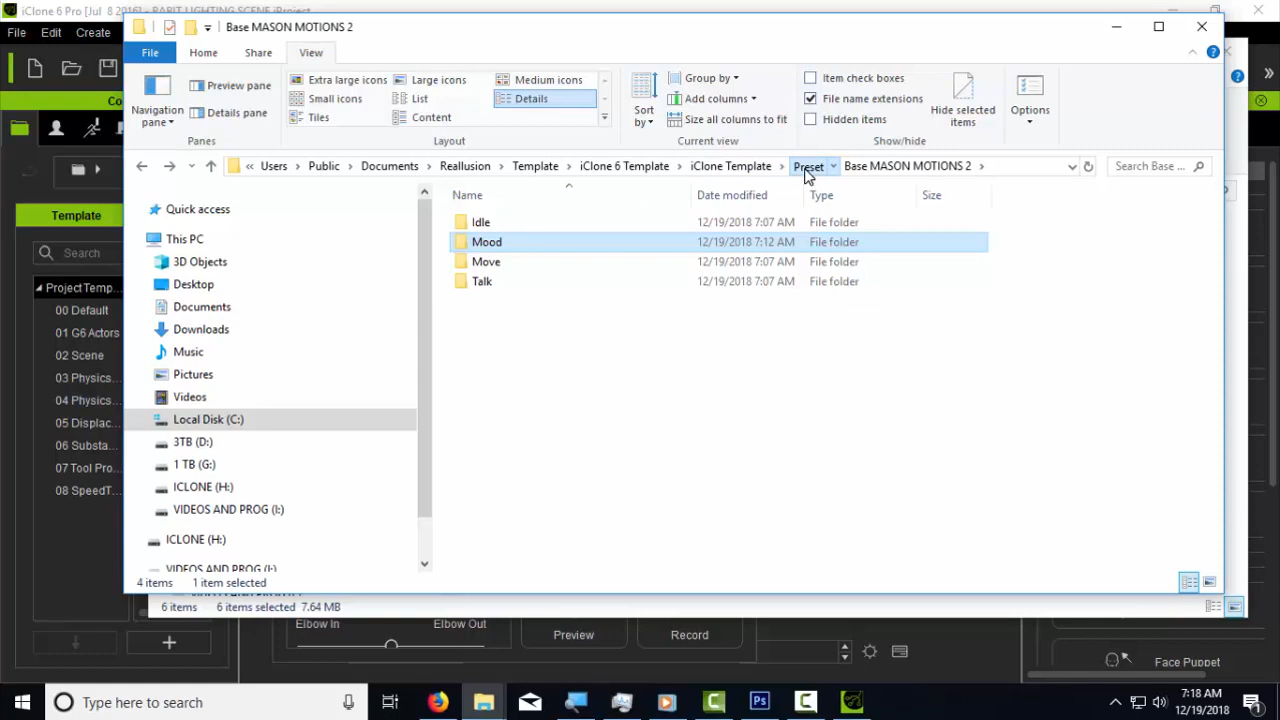 iClone 6 Pro [Jul 8 2016] - RABIT LIGHTING SCENE.iProject
Base MASON MOTIONS 2
File Edit Create
File Home Share View
Navigation pane
Preview pane
Details pane
Panes
Extra large icons Large icons Medium icons
Small icons List Details
Tiles Content
Layout
Sort by
Group by
Add columns
Size all columns to fit
Current view
Item check boxes
File name extensions
Hidden items
Hide selected items
Show/hide
Options
Co
« Users › Public › Documents › Reallusion › Template › iClone 6 Template › iClone Template › Preset Base MASON MOTIONS 2 ›
Search Base ...
Name Date modified Type Size
Idle 12/19/2018 7:07 AM File folder
Mood 12/19/2018 7:12 AM File folder
Move 12/19/2018 7:07 AM File folder
Talk 12/19/2018 7:07 AM File folder
Quick access
This PC
3D Objects
Desktop
Documents
Downloads
Music
Pictures
Videos
Local Disk (C:)
3TB (D:)
1 TB (G:)
ICLONE (H:)
VIDEOS AND PROG (I:)
ICLONE (H:)
VIDEOS AND PROG (I:)
4 items 1 item selected
6 items 6 items selected 7.64 MB
Template
Search
Project Temp...
00 Default
01 G6 Actors
02 Scene
03 Physics...
04 Physics...
05 Displac...
06 Substa...
07 Tool Pro...
08 SpeedT...
Elbow In Elbow Out
Preview Record
Face Puppet
Type here to search
7:18 AM
12/19/2018
1